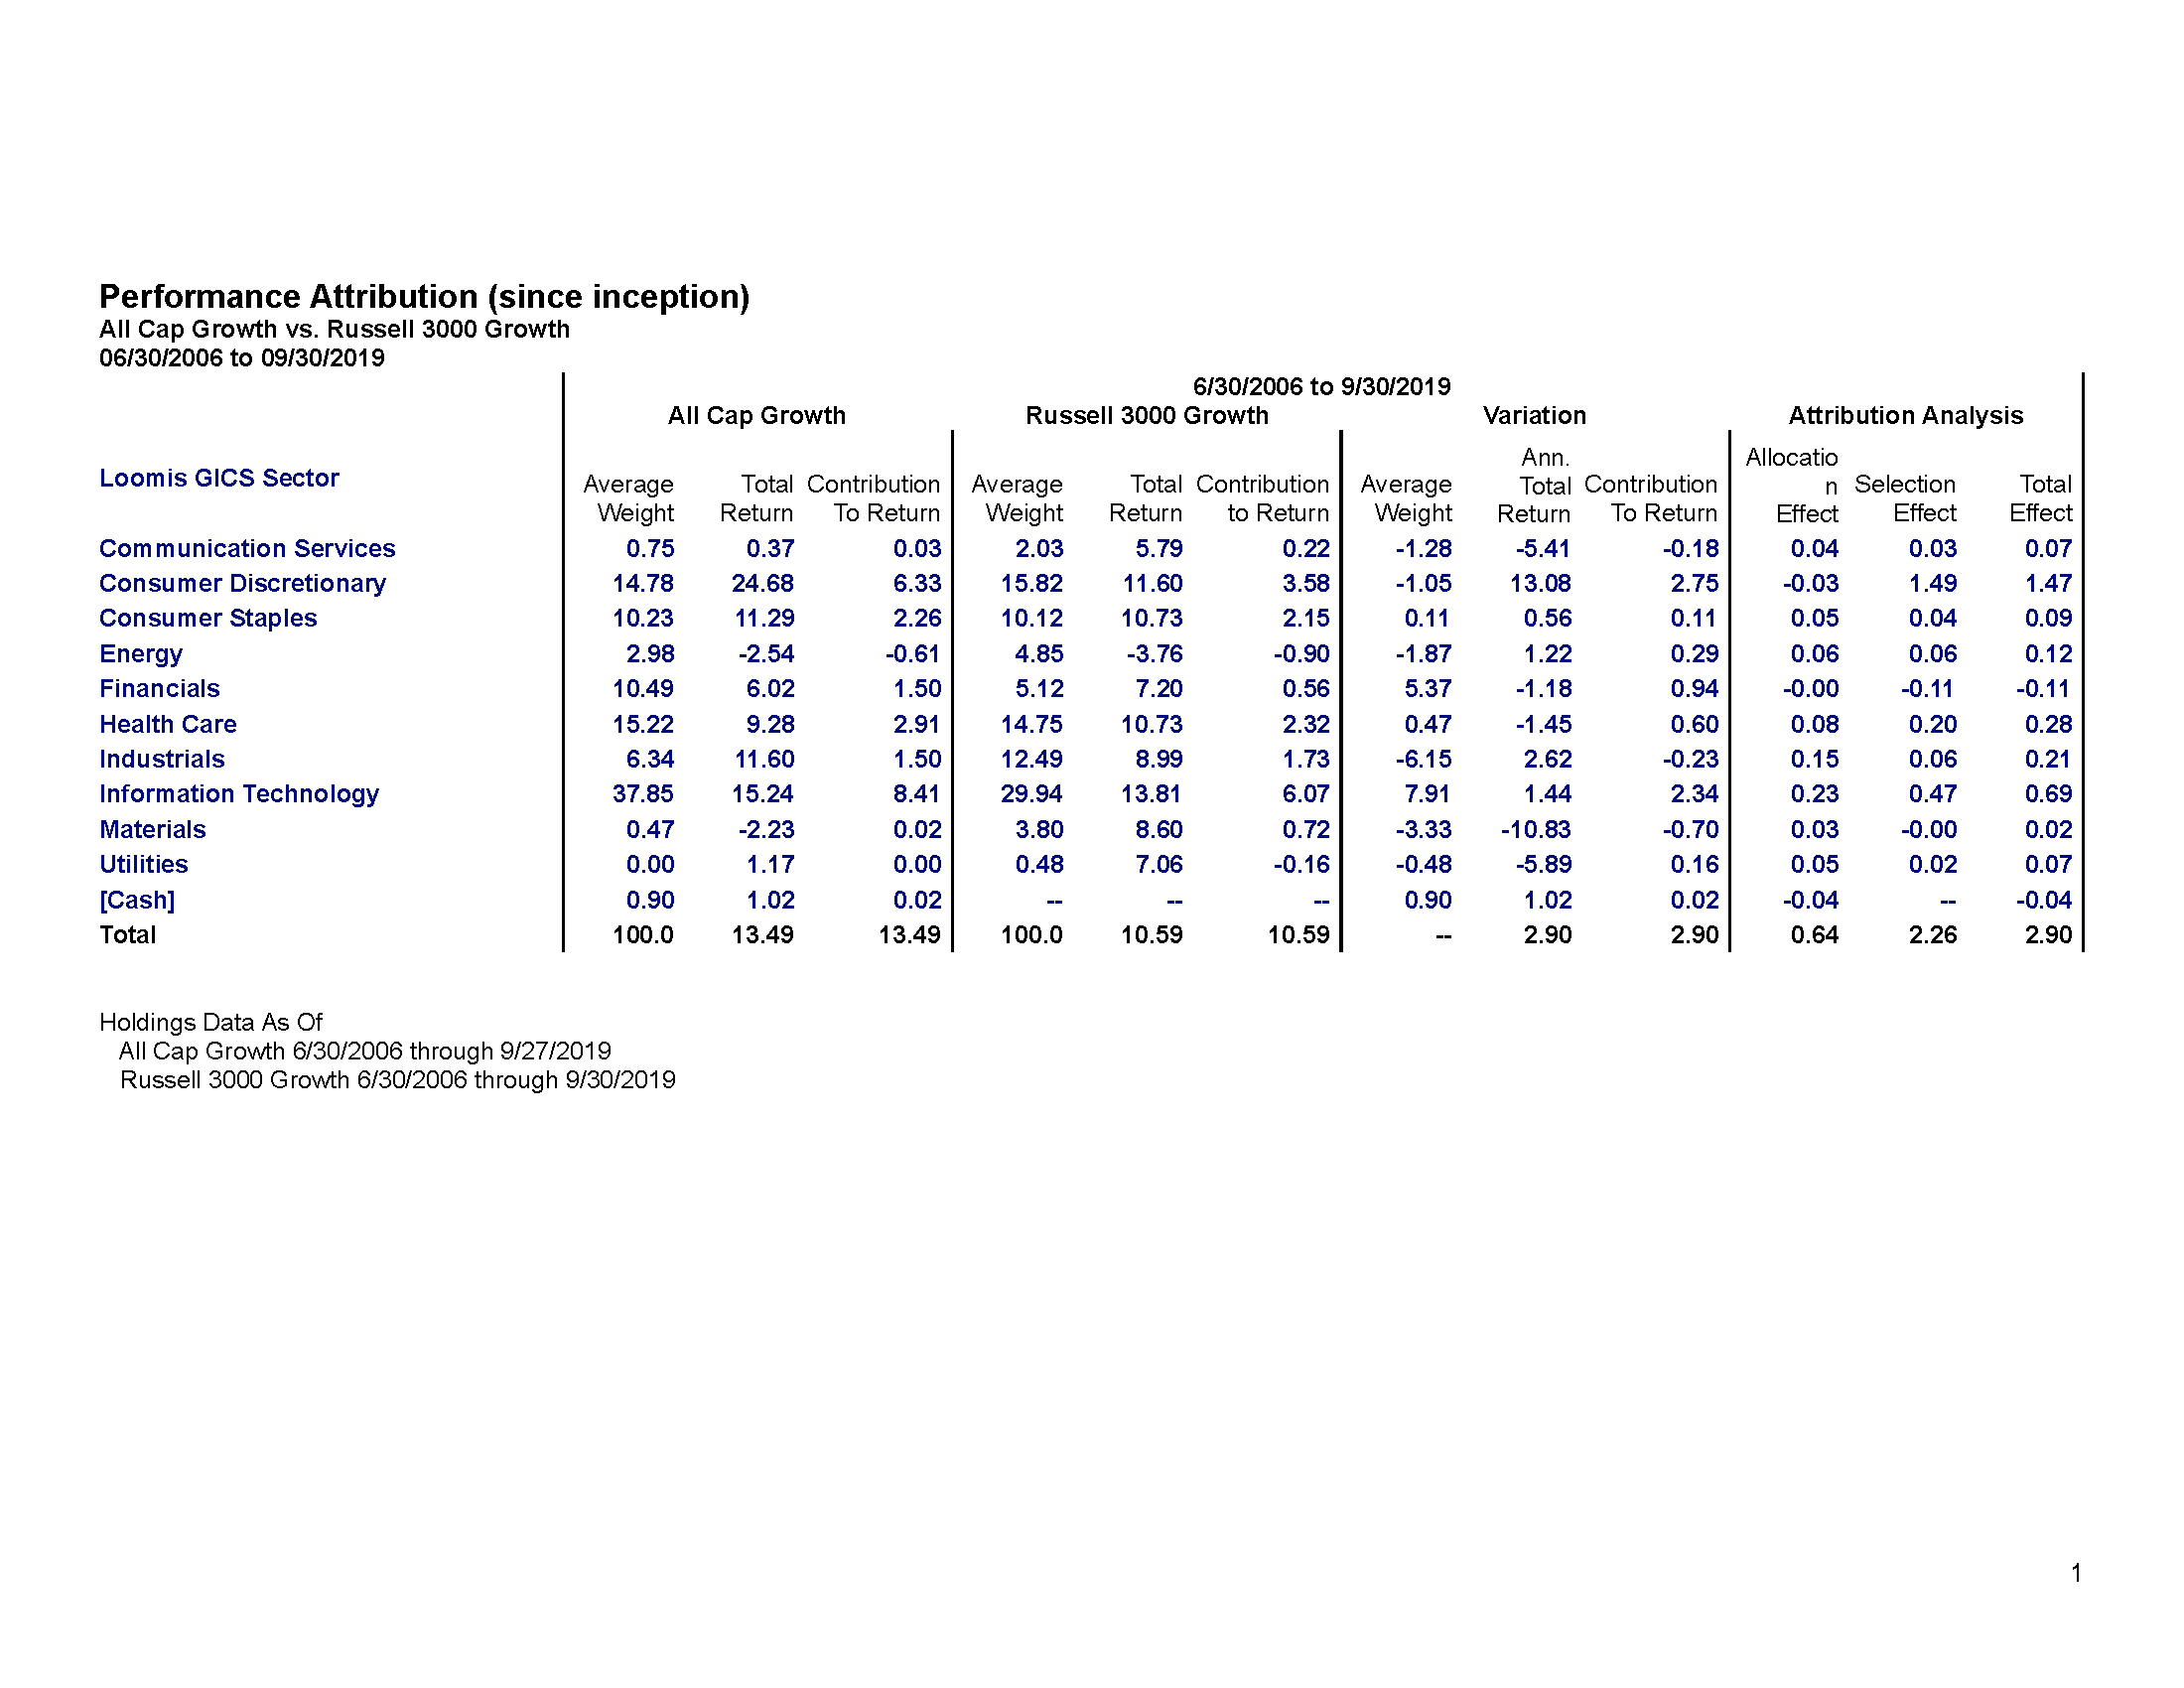 Performance Attribution (since inception)
All Cap Growth vs. Russell 3000 Growth
06/30/2006 to 09/30/2019
6/30/2006 to 9/30/2019
All Cap Growth Russell 3000 Growth Variation Attribution Analysis
Loomis GICS Sector Average Weight Total Return Contribution To Return Average Weight Total Return Contribution to Return Average Weight Ann. Total Return Contribution To Return Allocatio n Effect Selection Effect Total Effect
Communication Services 0.75 0.37 0.03 2.03 5.79 0.22 -1.28 -5.41 -0.18 0.04 0.03 0.07
Consumer Discretionary 14.78 24.68 6.33 15.82 11.60 3.58 -1.05 13.08 2.75 -0.03 1.49 1.47
Consumer Staples 10.23 11.29 2.26 10.12 10.73 2.15 0.11 0.56 0.11 0.05 0.04 0.09
Energy 2.98 -2.54 -0.61 4.85 -3.76 -0.90 -1.87 1.22 0.29 0.06 0.06 0.12
Financials 10.49 6.02 1.50 5.12 7.20 0.56 5.37 -1.18 0.94 -0.00 -0.11 -0.11
Health Care 15.22 9.28 2.91 14.75 10.73 2.32 0.47 -1.45 0.60 0.08 0.20 0.28
Industrials 6.34 11.60 1.50 12.49 8.99 1.73 -6.15 2.62 -0.23 0.15 0.06 0.21
Information Technology 37.85 15.24 8.41 29.94 13.81 6.07 7.91 1.44 2.34 0.23 0.47 0.69
Materials 0.47 -2.23 0.02 3.80 8.60 0.72 -3.33 -10.83 -0.70 0.03 -0.00 0.02
Utilities 0.00 1.17 0.00 0.48 7.06 -0.16 -0.48 -5.89 0.16 0.05 0.02 0.07
[Cash] 0.90 1.02 0.02 -- -- -- 0.90 1.02 0.02 -0.04 -- -0.04
Total 100.0 13.49 13.49 100.0 10.59 10.59 -- 2.90 2.90 0.64 2.26 2.90
Holdings Data As Of
All Cap Growth 6/30/2006 through 9/27/2019
Russell 3000 Growth 6/30/2006 through 9/30/2019
1